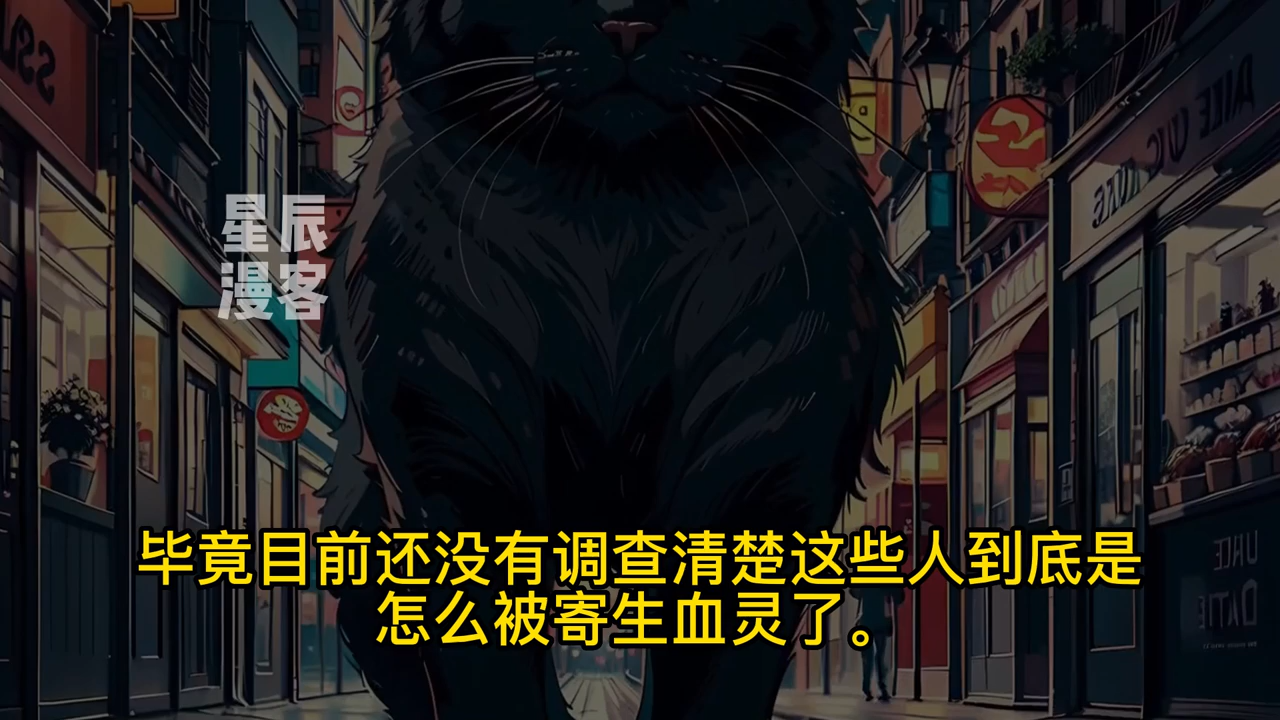 星辰
漫客
毕竟目前还没有调查清楚这些人到底是
怎么被寄生血灵了。